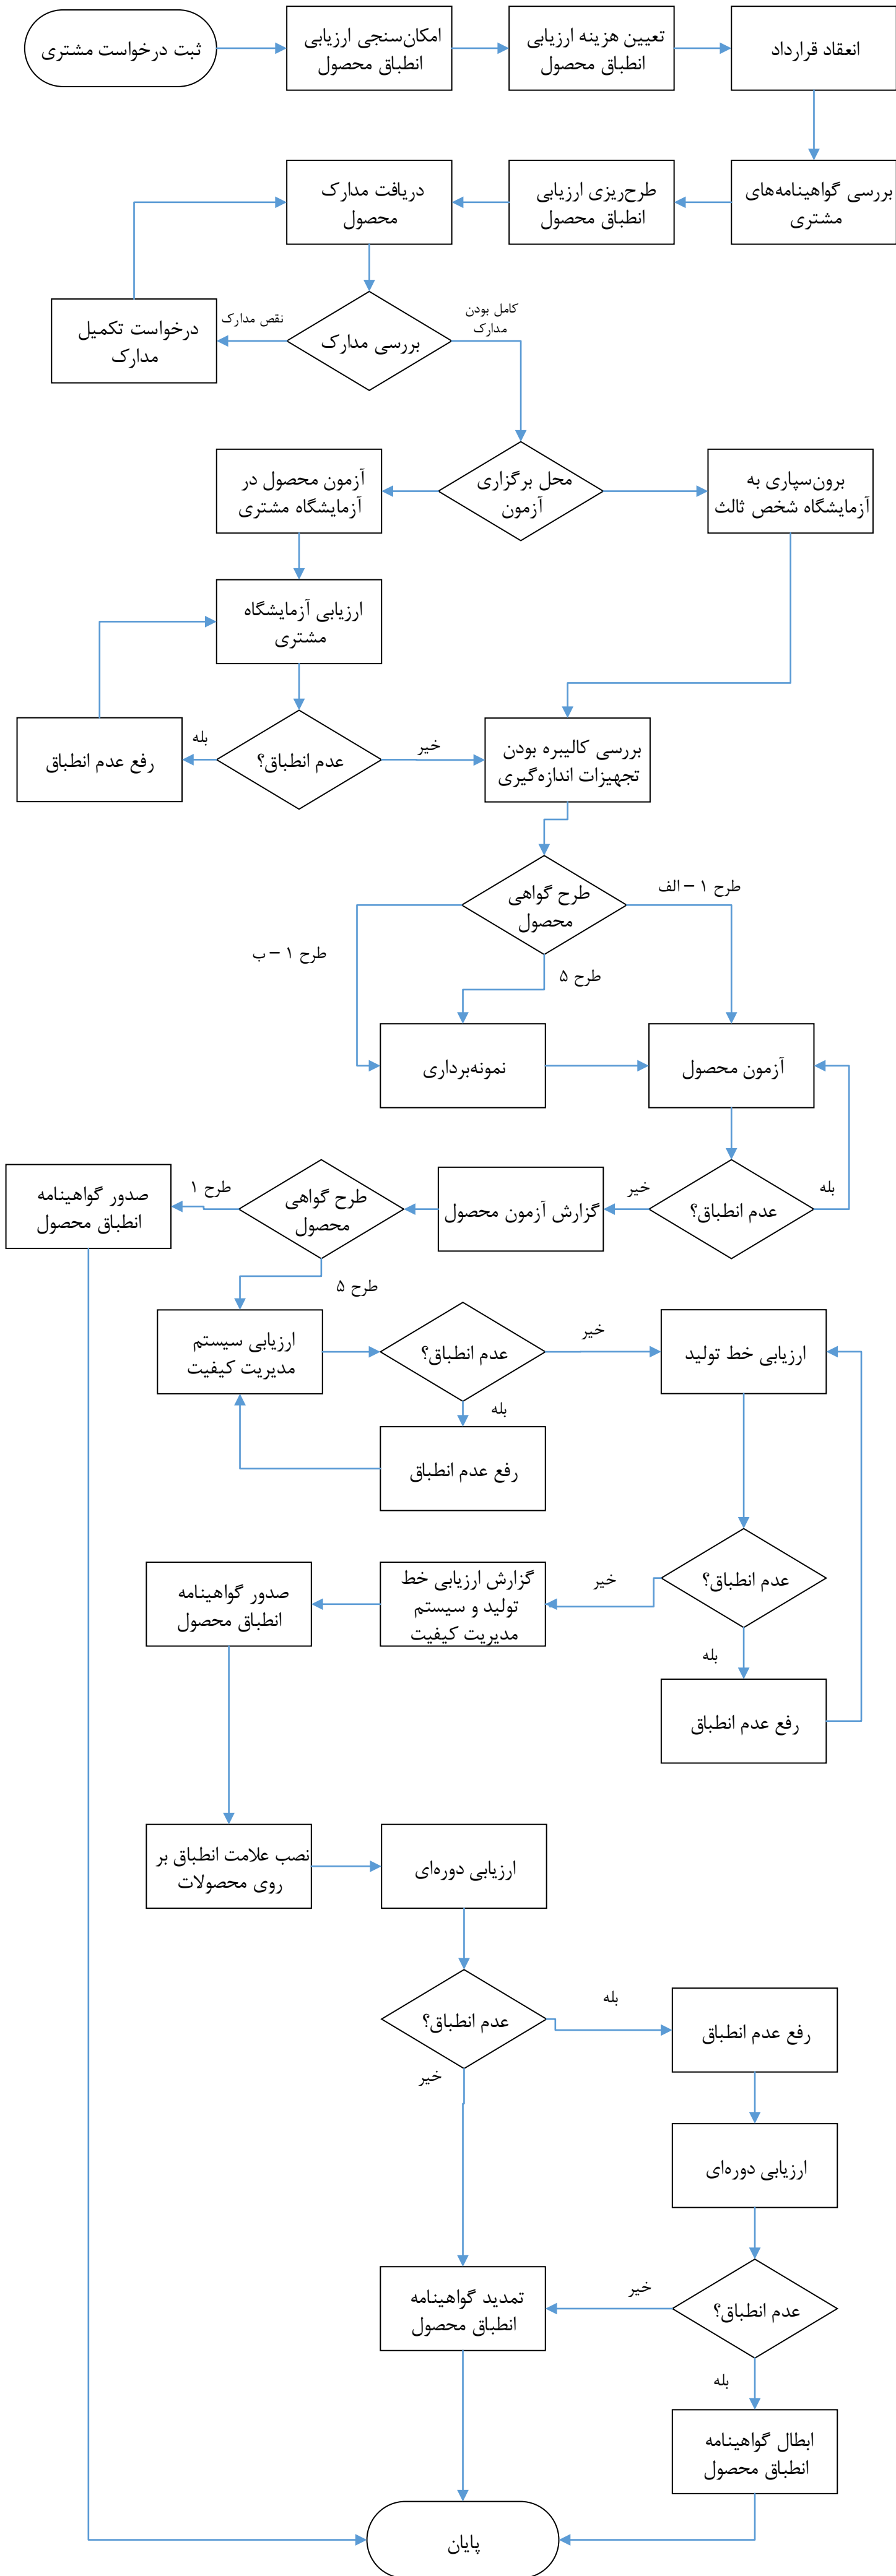 ثبت درخواست مشتری
امکان‌سنجی ارزیابی
انطباق محصول
تعیین هزینه ارزیابی
انطباق محصول
انعقاد قرارداد
بررسی گواهینامه‌های
مشتری
طرح‌ریزی ارزیابی
انطباق محصول
دریافت مدارک
محصول
بررسی مدارک
نقص مدارک
درخواست تکمیل
مدارک
کامل بودن
مدارک
محل برگزاری
آزمون
برون‌سپاری به
آزمایشگاه شخص ثالث
آزمون محصول در
آزمایشگاه مشتری
ارزیابی آزمایشگاه
مشتری
عدم انطباق؟
بله
رفع عدم انطباق
خیر
بررسی کالیبره بودن
تجهیزات اندازه‌گیری
طرح گواهی
محصول
طرح ۱ – الف
طرح ۱ – ب
طرح ۵
نمونه‌برداری
آزمون محصول
عدم انطباق؟
بله
خیر
گزارش آزمون محصول
طرح گواهی
محصول
طرح ۱
صدور گواهینامه
انطباق محصول
طرح ۵
ارزیابی سیستم
مدیریت کیفیت
عدم انطباق؟
بله
رفع عدم انطباق
خیر
ارزیابی خط تولید
عدم انطباق؟
بله
رفع عدم انطباق
خیر
گزارش ارزیابی خط
تولید و سیستم
مدیریت کیفیت
صدور گواهینامه
انطباق محصول
نصب علامت انطباق بر
روی محصولات
ارزیابی دوره‌ای
عدم انطباق؟
بله
رفع عدم انطباق
خیر
ارزیابی دوره‌ای
عدم انطباق؟
خیر
تمدید گواهینامه
انطباق محصول
بله
ابطال گواهینامه
انطباق محصول
پایان